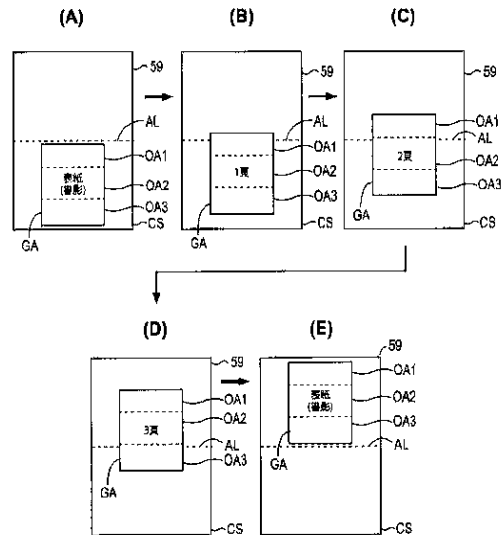 (A)
(B)
(C)
59
AL
OA1
表紙
(書影)
OA2
OA3
CS
GA
59
AL
OA1
1頁
OA2
OA3
GA
CS
59
OA1
AL
2頁
OA2
OA3
GA
CS
(D)
(E)
59
OA1
OA2
3頁
AL
OA3
GA
CS
59
OA1
OA2
表紙
(書影)
OA3
AL
GA
CS